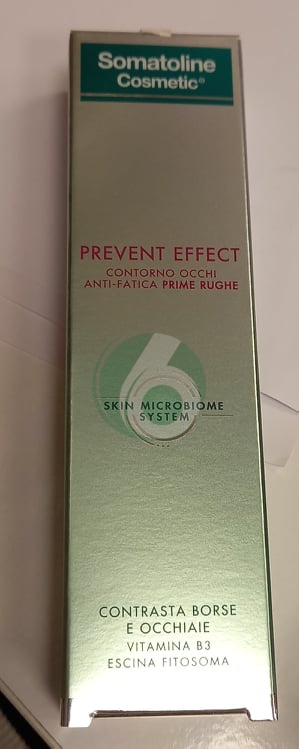 Somatoline
Cosmetic®
PREVENT EFFECT
CONTORNO OCCHI
ANTI-FATICA PRIME RUGHE
6
SKIN MICROBIOME
SYSTEM
CONTRASTA BORSE
E OCCHIAIE
VITAMINA B3
ESCINA FITOSOMA